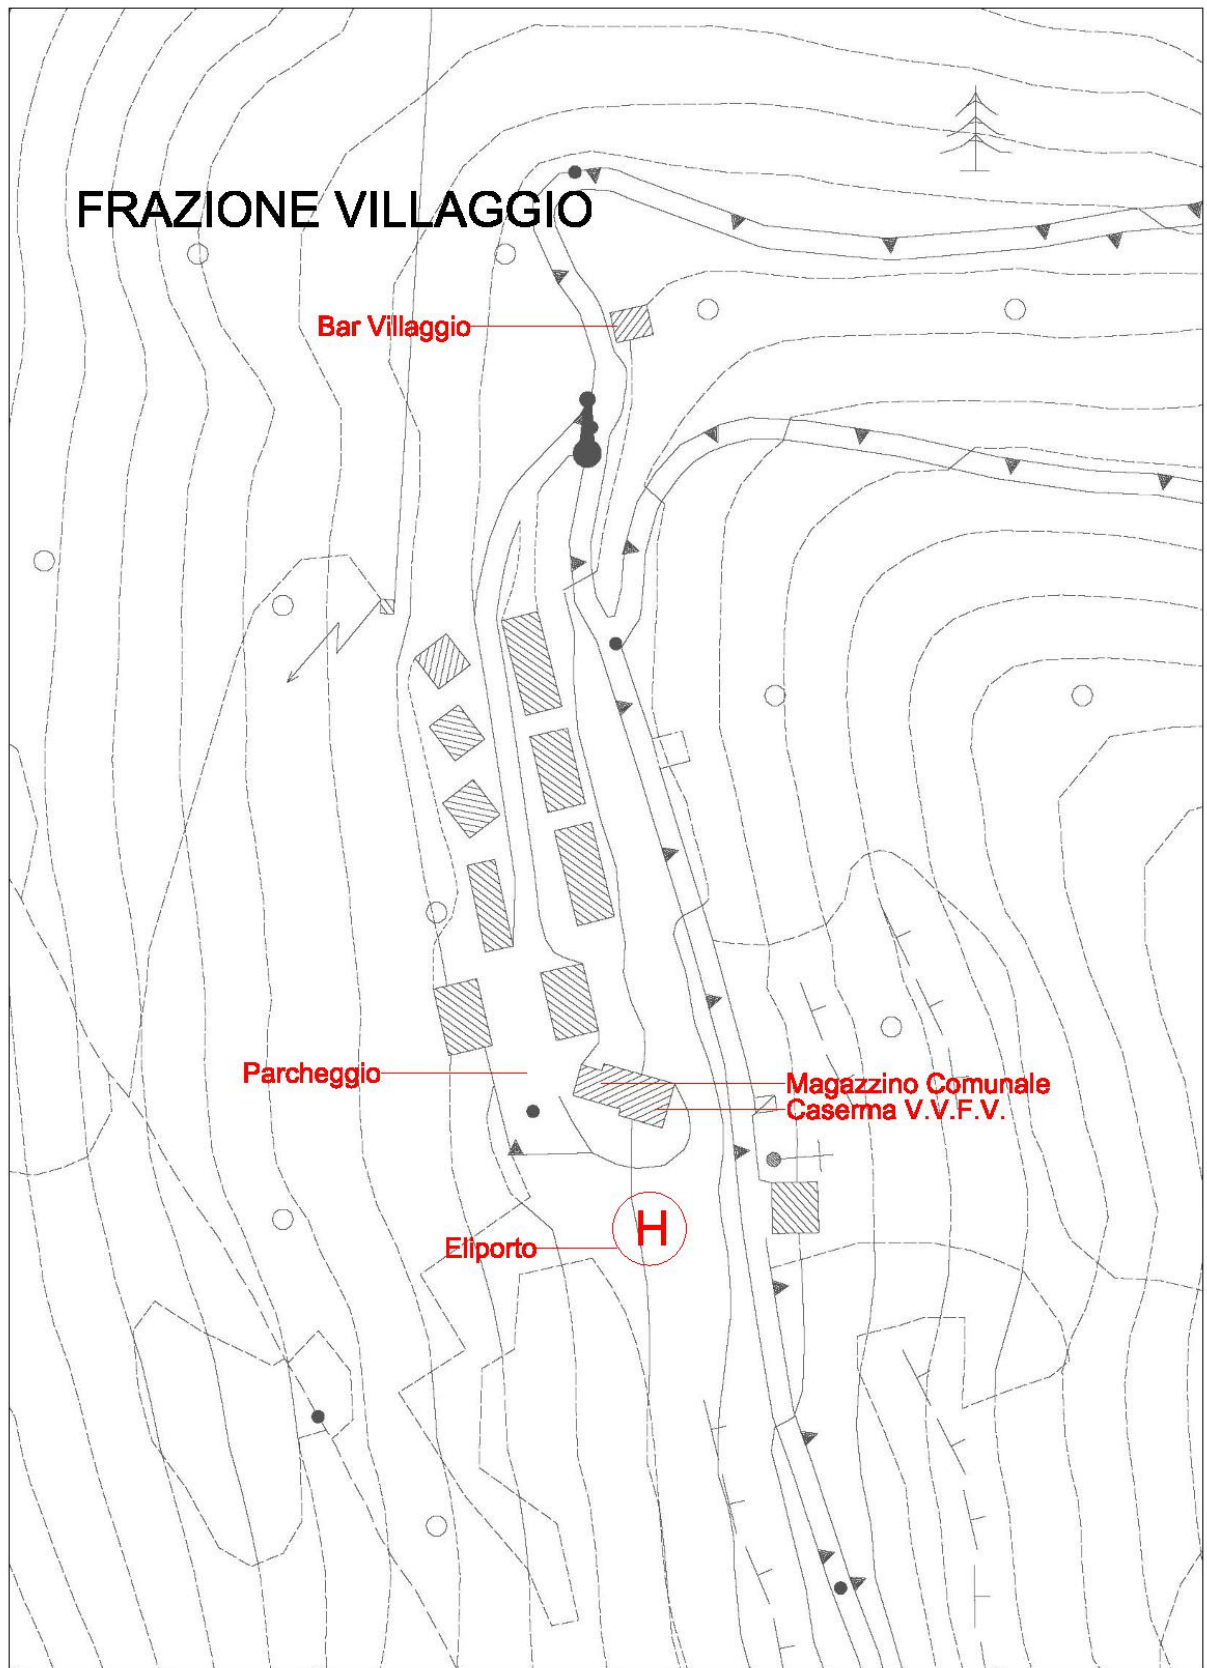 FRAZIONE VILLAGGIO
Bar Villaggio
Parcheggio
Magazzino Comunale
Caserma V.V.F.V.
H
Eliporto